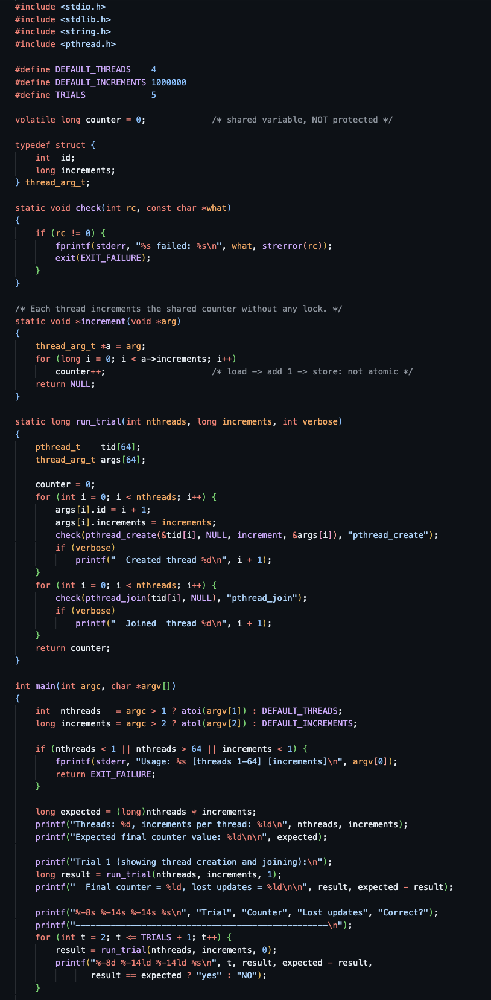 #include <stdio.h>
#include <stdlib.h>
#include <string.h>
#include <pthread.h>

#define DEFAULT_THREADS    4
#define DEFAULT_INCREMENTS 1000000
#define TRIALS             5

volatile long counter = 0;             /* shared variable, NOT protected */

typedef struct {
    int  id;
    long increments;
} thread_arg_t;

static void check(int rc, const char *what)
{
    if (rc != 0) {
        fprintf(stderr, "%s failed: %s\n", what, strerror(rc));
        exit(EXIT_FAILURE);
    }
}

/* Each thread increments the shared counter without any lock. */
static void *increment(void *arg)
{
    thread_arg_t *a = arg;
    for (long i = 0; i < a->increments; i++)
        counter++;                     /* load -> add 1 -> store: not atomic */
    return NULL;
}

static long run_trial(int nthreads, long increments, int verbose)
{
    pthread_t    tid[64];
    thread_arg_t args[64];

    counter = 0;
    for (int i = 0; i < nthreads; i++) {
        args[i].id = i + 1;
        args[i].increments = increments;
        check(pthread_create(&tid[i], NULL, increment, &args[i]), "pthread_create");
        if (verbose)
            printf("  Created thread %d\n", i + 1);
    }
    for (int i = 0; i < nthreads; i++) {
        check(pthread_join(tid[i], NULL), "pthread_join");
        if (verbose)
            printf("  Joined  thread %d\n", i + 1);
    }
    return counter;
}

int main(int argc, char *argv[])
{
    int  nthreads   = argc > 1 ? atoi(argv[1]) : DEFAULT_THREADS;
    long increments = argc > 2 ? atol(argv[2]) : DEFAULT_INCREMENTS;

    if (nthreads < 1 || nthreads > 64 || increments < 1) {
        fprintf(stderr, "Usage: %s [threads 1-64] [increments]\n", argv[0]);
        return EXIT_FAILURE;
    }

    long expected = (long)nthreads * increments;
    printf("Threads: %d, increments per thread: %ld\n", nthreads, increments);
    printf("Expected final counter value: %ld\n\n", expected);

    printf("Trial 1 (showing thread creation and joining):\n");
    long result = run_trial(nthreads, increments, 1);
    printf("  Final counter = %ld, lost updates = %ld\n\n", result, expected - result);

    printf("%-8s %-14s %-14s %s\n", "Trial", "Counter", "Lost updates", "Correct?");
    printf("--------------------------------------------------\n");
    for (int t = 2; t <= TRIALS + 1; t++) {
        result = run_trial(nthreads, increments, 0);
        printf("%-8d %-14ld %-14ld %s\n", t, result, expected - result,
               result == expected ? "yes" : "NO");
    }